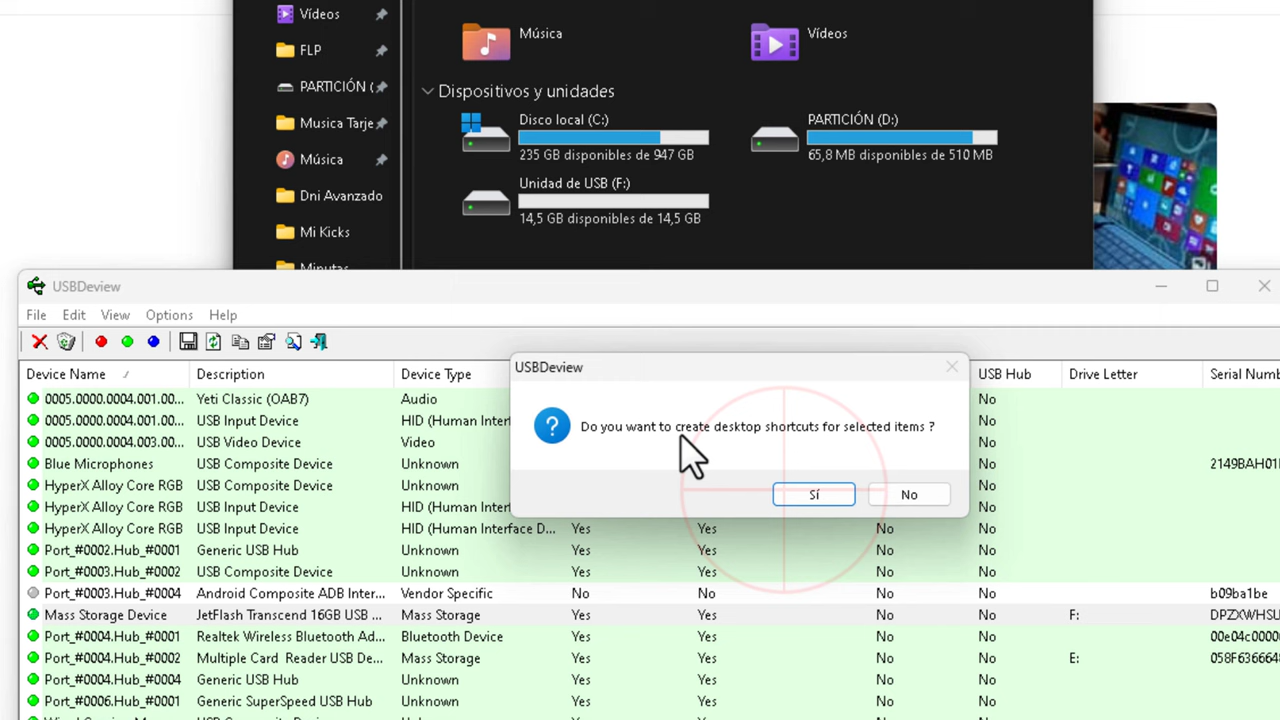 Vídeos
FLP
PARTICIÓN (
Musica Tarje
Música
Dni Avanzado
Mi Kicks
Minutas
Música
Vídeos
Dispositivos y unidades
Disco local (C:)
235 GB disponibles de 947 GB
PARTICIÓN (D:)
65,8 MB disponibles de 510 MB
Unidad de USB (F:)
14,5 GB disponibles de 14,5 GB
USBDeview
File Edit View Options Help
Device Name Description Device Type USB Hub Drive Letter Serial Numb
0005.0000.0004.001.00... Yeti Classic (OAB7) Audio No
0005.0000.0004.001.00... USB Input Device HID (Human Inter No
0005.0000.0004.003.00... USB Video Device Video No
Blue Microphones USB Composite Device Unknown No 2149BAH01
HyperX Alloy Core RGB USB Composite Device Unknown No
HyperX Alloy Core RGB USB Input Device HID (Human Inter No
HyperX Alloy Core RGB USB Input Device HID (Human Interface D... Yes Yes No No
Port_#0002.Hub_#0001 Generic USB Hub Unknown Yes Yes No No
Port_#0003.Hub_#0002 USB Composite Device Unknown Yes Yes No No
Port_#0003.Hub_#0004 Android Composite ADB Inter... Vendor Specific No No No No b09ba1be
Mass Storage Device JetFlash Transcend 16GB USB ... Mass Storage Yes Yes No No F: DPZXWHSU
Port_#0004.Hub_#0001 Realtek Wireless Bluetooth Ad... Bluetooth Device Yes Yes No No 00e04c0000
Port_#0004.Hub_#0002 Multiple Card Reader USB De... Mass Storage Yes Yes No No E: 058F636664
Port_#0004.Hub_#0004 Generic USB Hub Unknown Yes Yes No No
Port_#0006.Hub_#0001 Generic SuperSpeed USB Hub Unknown Yes Yes No No
USBDeview
Do you want to create desktop shortcuts for selected items ?
Sí No